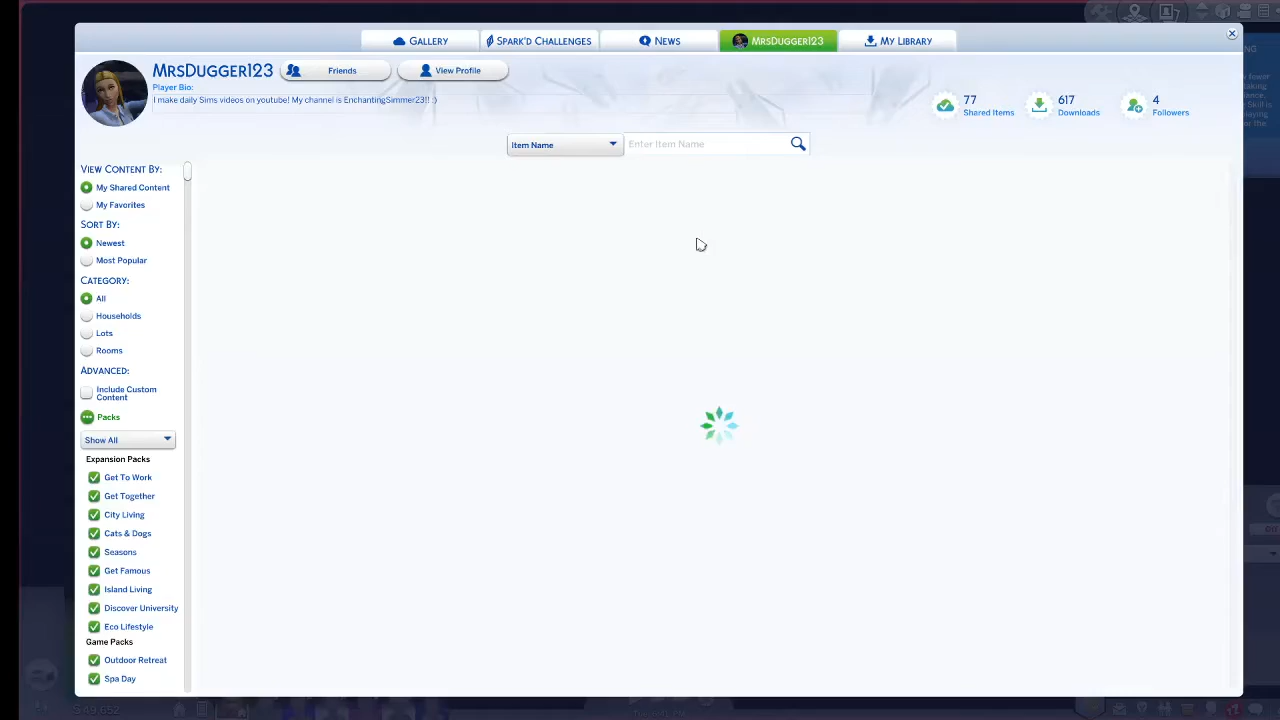 GALLERY
SPARK'D CHALLENGES
NEWS
MRSDUGGER123
MY LIBRARY
MRSDUGGER123
Friends
View Profile
Player Bio:
I make daily Sims videos on youtube! My channel is EnchantingSimmer23!! :)
77
Shared Items
617
Downloads
4
Followers
Item Name
Enter Item Name
VIEW CONTENT BY:
My Shared Content
My Favorites
SORT BY:
Newest
Most Popular
CATEGORY:
All
Households
Lots
Rooms
ADVANCED:
Include Custom
Content
Packs
Show All
Expansion Packs
Get To Work
Get Together
City Living
Cats & Dogs
Seasons
Get Famous
Island Living
Discover University
Eco Lifestyle
Game Packs
Outdoor Retreat
Spa Day